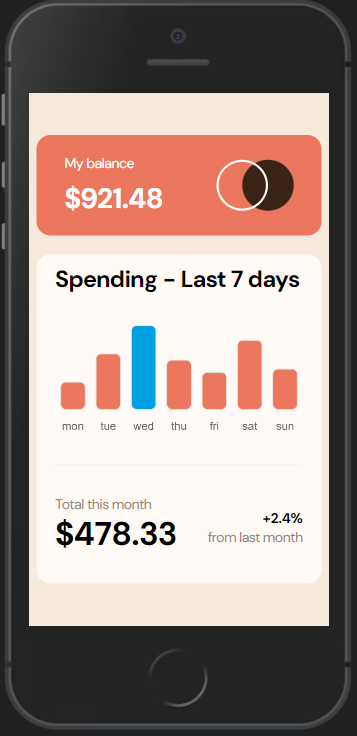 My balance
$921.48
Spending - Last 7 days
mon tue wed thu fri sat sun
Total this month
$478.33
+2.4%
from last month